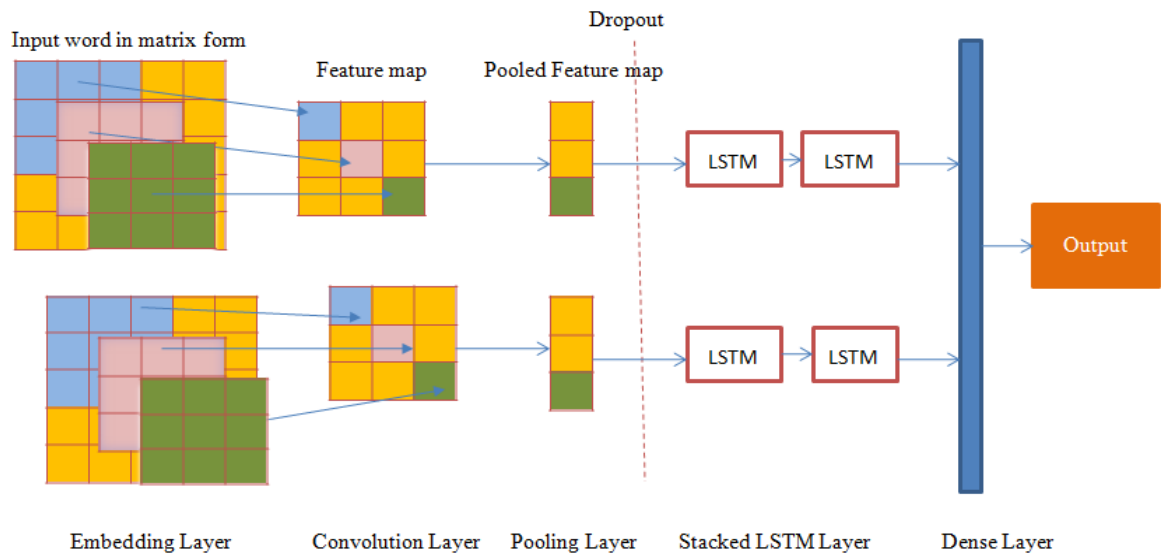 Dropout
Input word in matrix form
Feature map
Pooled Feature map
LSTM
LSTM
Output
LSTM
LSTM
Embedding Layer
Convolution Layer
Pooling Layer
Stacked LSTM Layer
Dense Layer